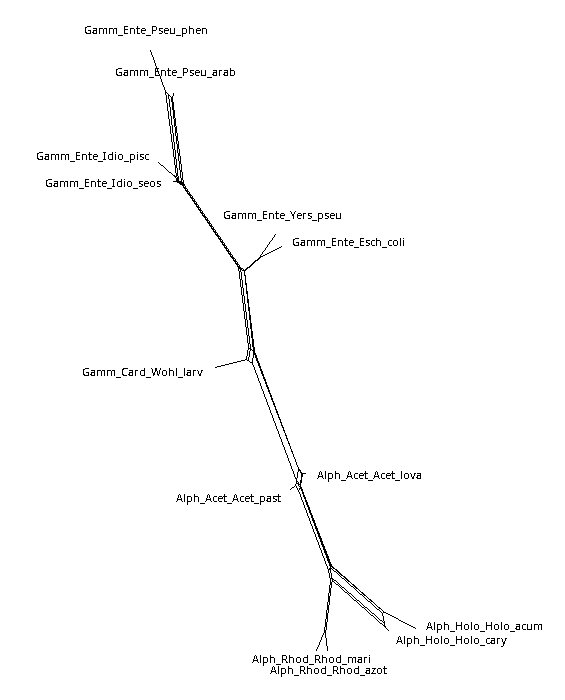 Gamm_Ente_Pseu_phen
Gamm_Ente_Pseu_arab
Gamm_Ente_Idio_pisc
Gamm_Ente_Idio_seos
Gamm_Ente_Yers_pseu
Gamm_Ente_Esch_coli
Gamm_Card_Wohl_larv
Alph_Acet_Acet_lova
Alph_Acet_Acet_past
Alph_Holo_Holo_acum
Alph_Holo_Holo_cary
Alph_Rhod_Rhod_mari
Alph_Rhod_Rhod_azot